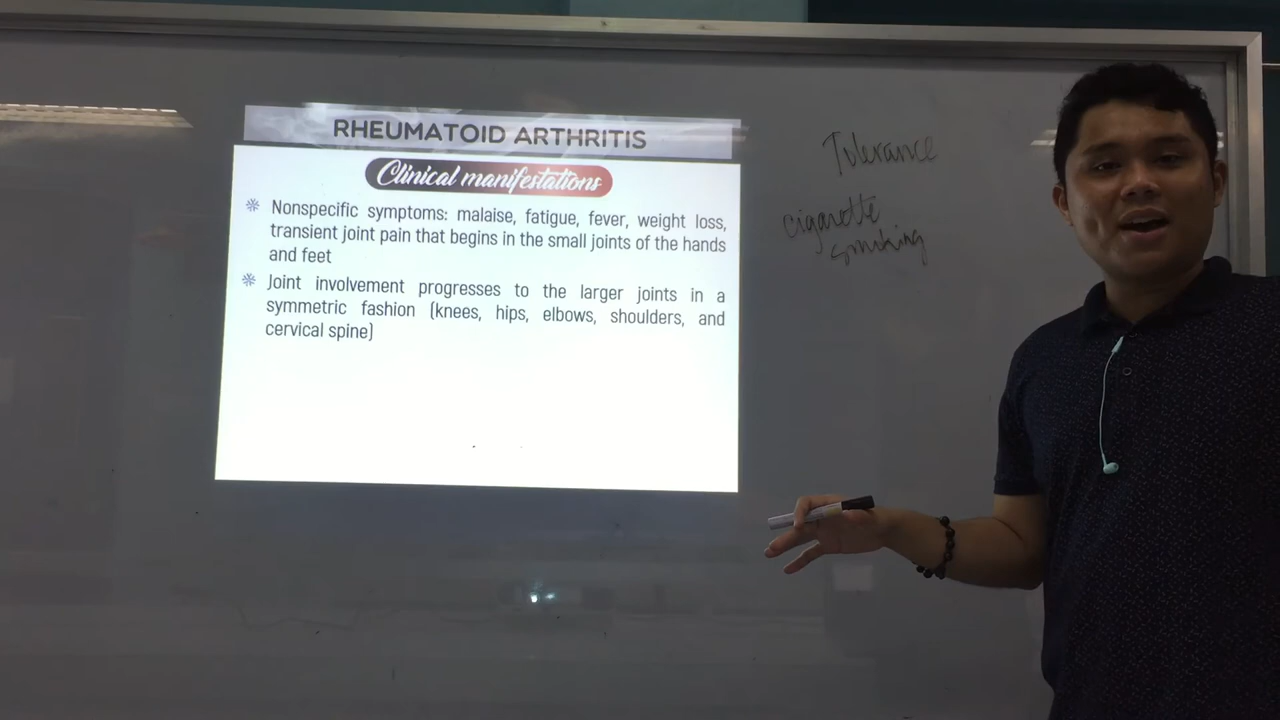 RHEUMATOID ARTHRITIS
Clinical manifestations
Nonspecific symptoms: malaise, fatigue, fever, weight loss,
transient joint pain that begins in the small joints of the hands
and feet
Joint involvement progresses to the larger joints in a
symmetric fashion (knees, hips, elbows, shoulders, and
cervical spine)
Tolerance
cigarette
smoking